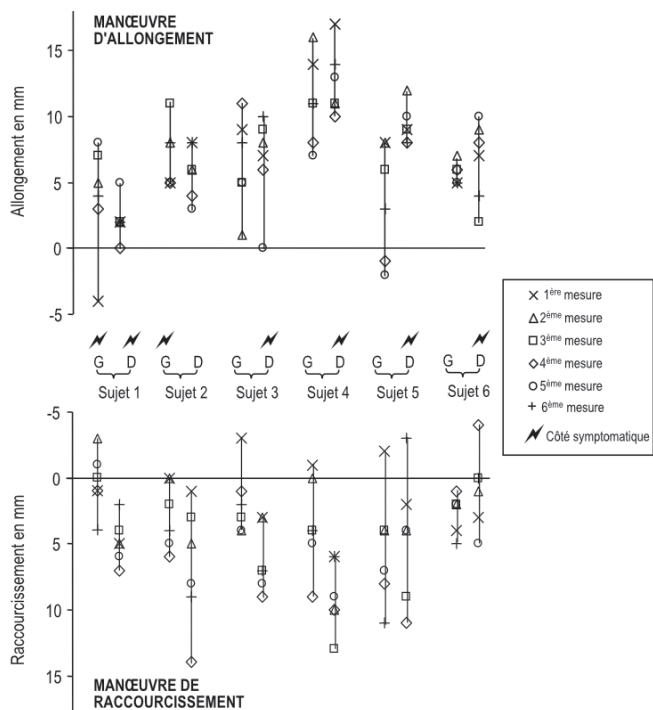 MANŒUVRE
D'ALLONGEMENT
Allongement en mm
15
10
5
0
-5
G D G D G D G D G D G D
Sujet 1 Sujet 2 Sujet 3 Sujet 4 Sujet 5 Sujet 6
1ère mesure
2ème mesure
3ème mesure
4ème mesure
5ème mesure
6ème mesure
Côté symptomatique
Raccourcissement en mm
-5
0
5
10
15
MANŒUVRE DE
RACCOURCISSEMENT